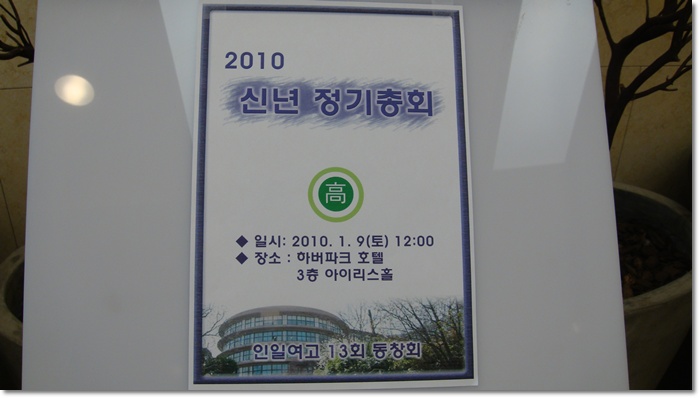 2010
신년 정기총회
高
◆ 일시: 2010. 1. 9(토) 12:00
◆ 장소 : 하버파크 호텔
3층 아이리스홀
인일여고 13회 동창회